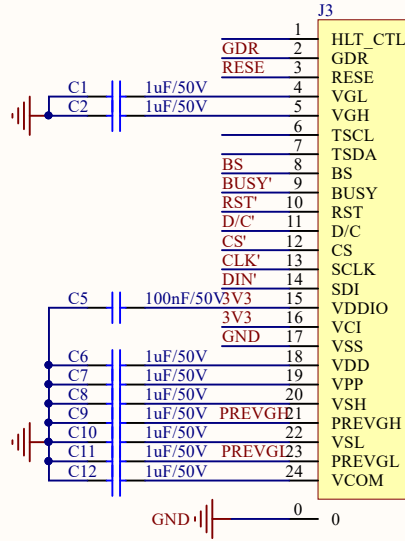 J3
1 HLT_CTL
GDR 2 GDR
RESE 3 RESE
C1 1uF/50V 4 VGL
C2 1uF/50V 5 VGH
6 TSCL
7 TSDA
BS 8 BS
BUSY' 9 BUSY
RST' 10 RST
D/C' 11 D/C
CS' 12 CS
CLK' 13 SCLK
DIN' 14 SDI
C5 100nF/50V 3V3 15 VDDIO
3V3 16 VCI
GND 17 VSS
C6 1uF/50V 18 VDD
C7 1uF/50V 19 VPP
C8 1uF/50V 20 VSH
C9 1uF/50V PREVGH 21 PREVGH
C10 1uF/50V 22 VSL
C11 1uF/50V PREVGL 23 PREVGL
C12 1uF/50V 24 VCOM
GND 0 0